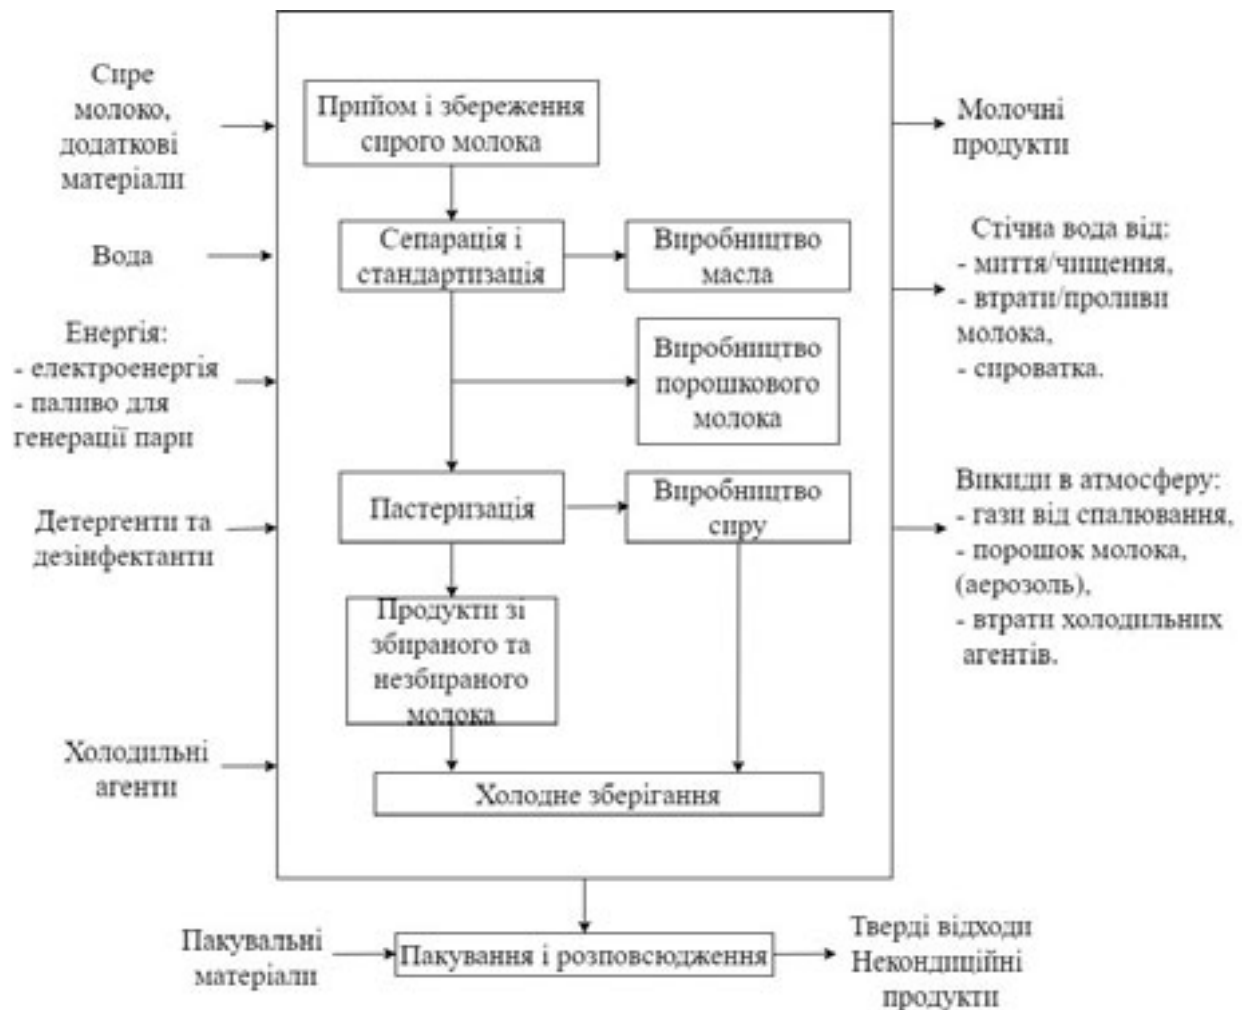 Сире
молоко,
додаткові
матеріали
Вода
Енергія:
- електроенергія
- паливо для
генерації пари
Детергенти та
дезінфектанти
Холодильні
агенти
Прийом і збереження
сирого молока
Сепарація і
стандартизація
Виробництво
масла
Виробництво
порошкового
молока
Пастеризація
Виробництво
сиру
Продукти зі
збираного та
незбираного
молока
Холодне зберігання
Молочні
продукти
Стічна вода від:
- миття/чищення,
- втрати/проливи
молока,
- сироватка.
Викиди в атмосферу:
- гази від спалювання,
- порошок молока,
(аерозоль),
- втрати холодильних
агентів.
Пакувальні
матеріали
Пакування і розповсюдження
Тверді відходи
Некондиційні
продукти